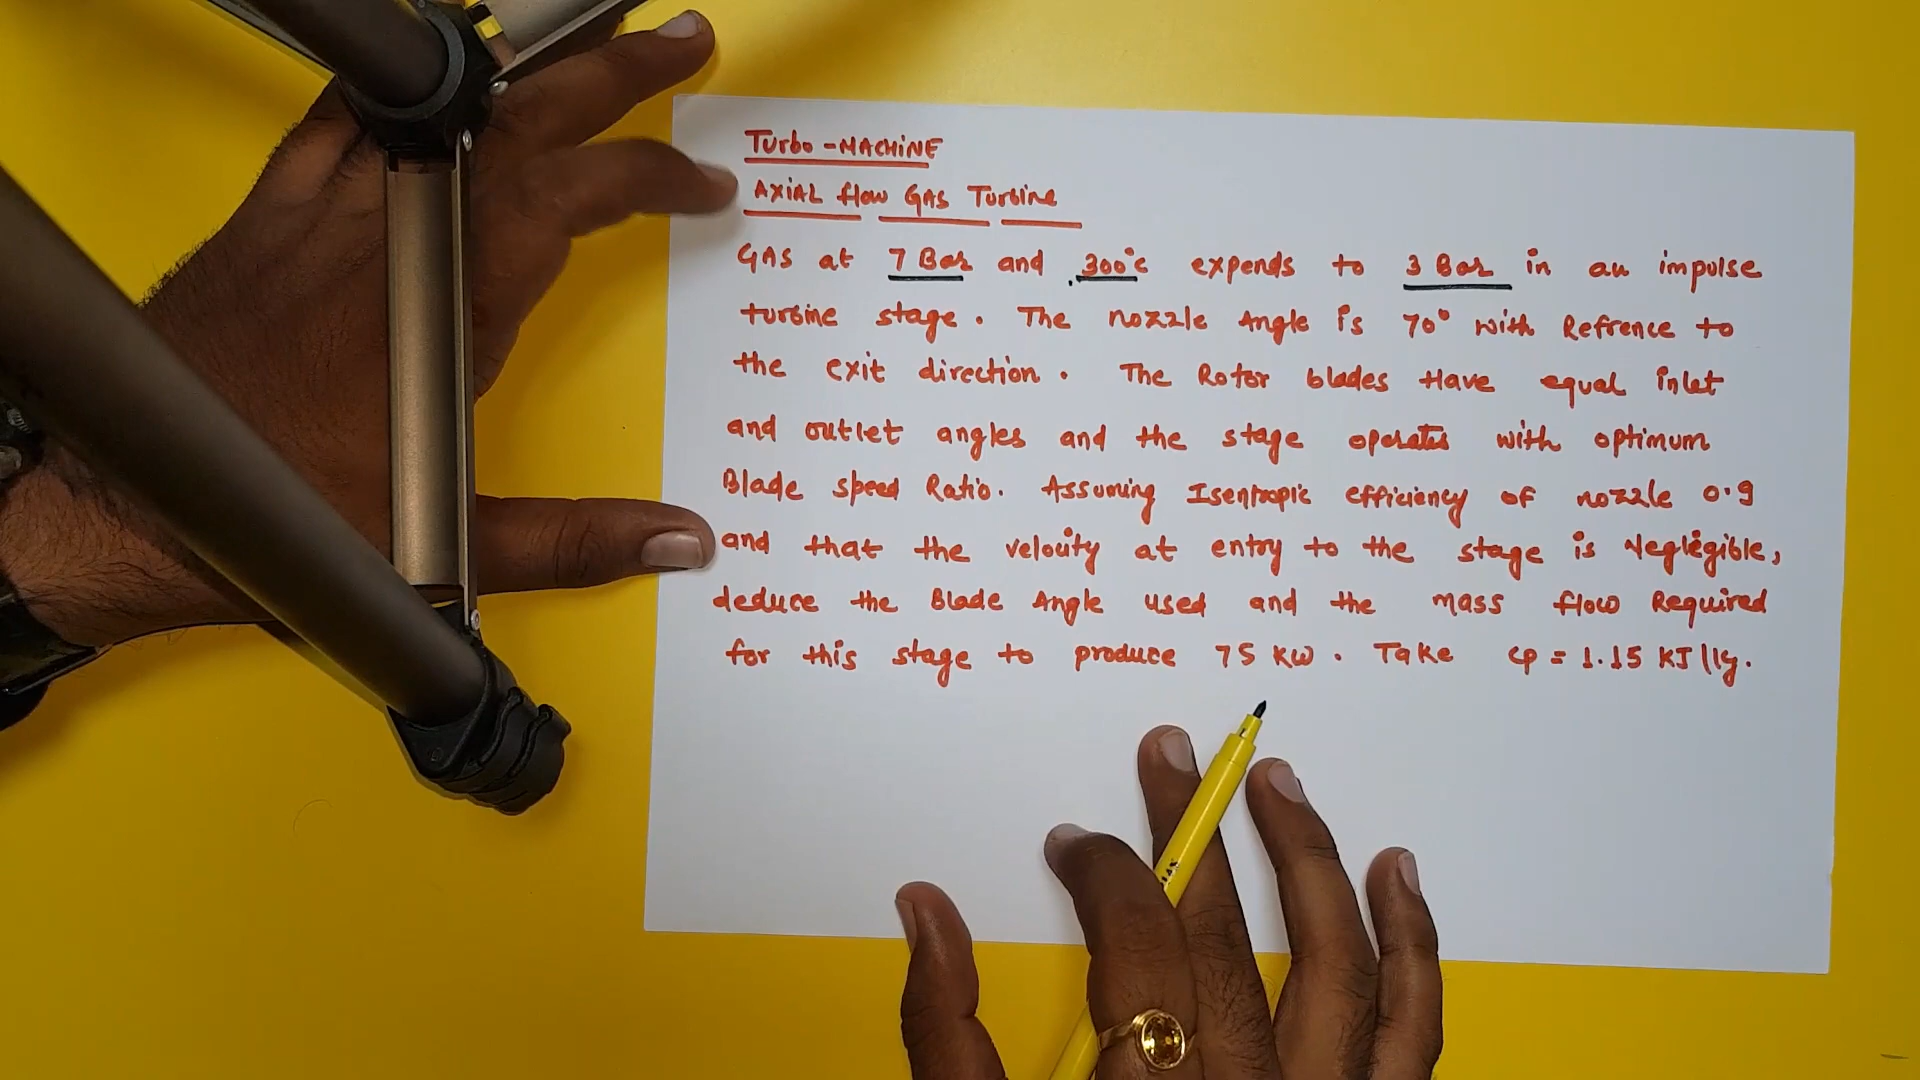 Turbo-MACHINE
AXIAL flow GAS Turbine
GAS at 7 Bar and 300°c expends to 3 Bar in an impulse
turbine stage. The nozzle Angle is 70° with Refrence to
the exit direction. The Rotor blades Have equal inlet
and outlet angles and the stage operates with optimum
Blade speed Ratio. Assuming Isentropic efficiency of nozzle 0.9
and that the velocity at entry to the stage is Neglegible,
deduce the Blade Angle used and the mass flow Required
for this stage to produce 75 KW. Take cp = 1.15 KJ/kg.